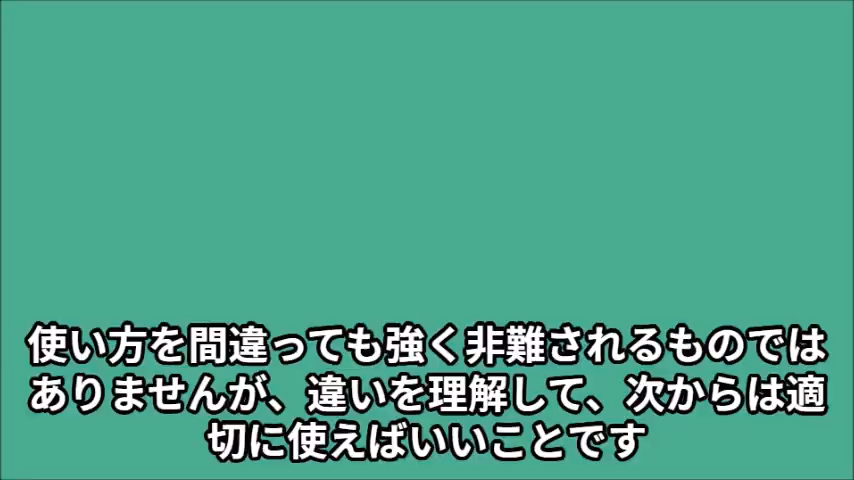 使い方を間違っても強く非難されるものでは
ありませんが、違いを理解して、次からは適
切に使えばいいことです